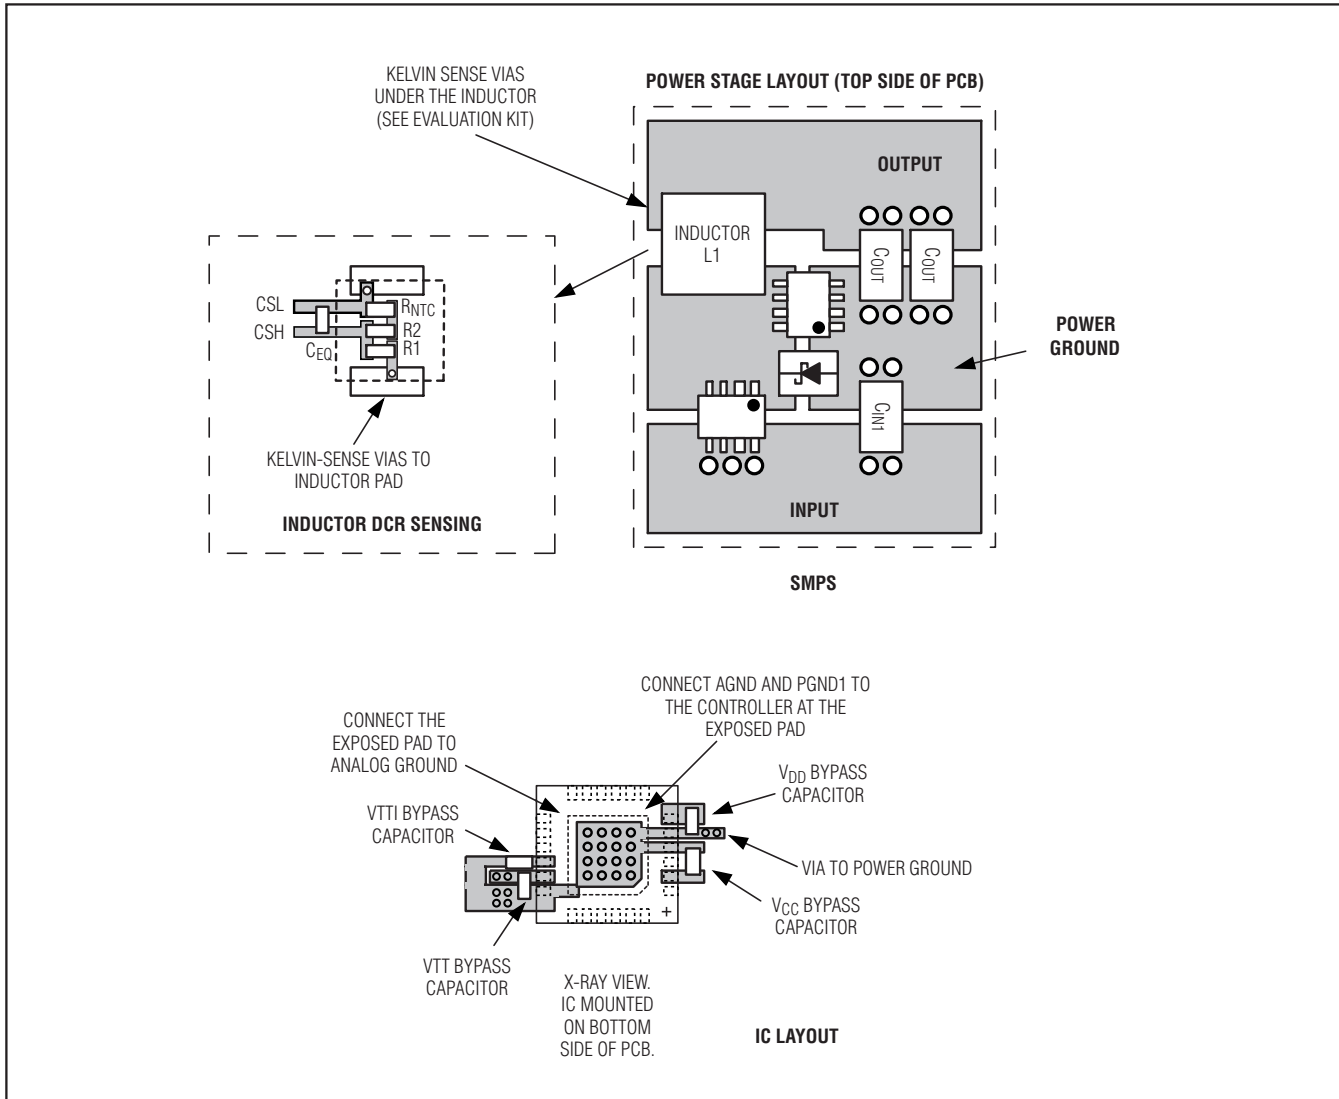 KELVIN SENSE VIAS
UNDER THE INDUCTOR
(SEE EVALUATION KIT)
POWER STAGE LAYOUT (TOP SIDE OF PCB)
OUTPUT
INDUCTOR
L1
COUT
COUT
POWER
GROUND
CIN1
INPUT
SMPS
CSL
CSH
CEQ
RNTC
R2
R1
KELVIN-SENSE VIAS TO
INDUCTOR PAD
INDUCTOR DCR SENSING
CONNECT AGND AND PGND1 TO
THE CONTROLLER AT THE
EXPOSED PAD
CONNECT THE
EXPOSED PAD TO
ANALOG GROUND
VDD BYPASS
CAPACITOR
VTTI BYPASS
CAPACITOR
VIA TO POWER GROUND
VCC BYPASS
CAPACITOR
+
VTT BYPASS
CAPACITOR
X-RAY VIEW.
IC MOUNTED
ON BOTTOM
SIDE OF PCB.
IC LAYOUT